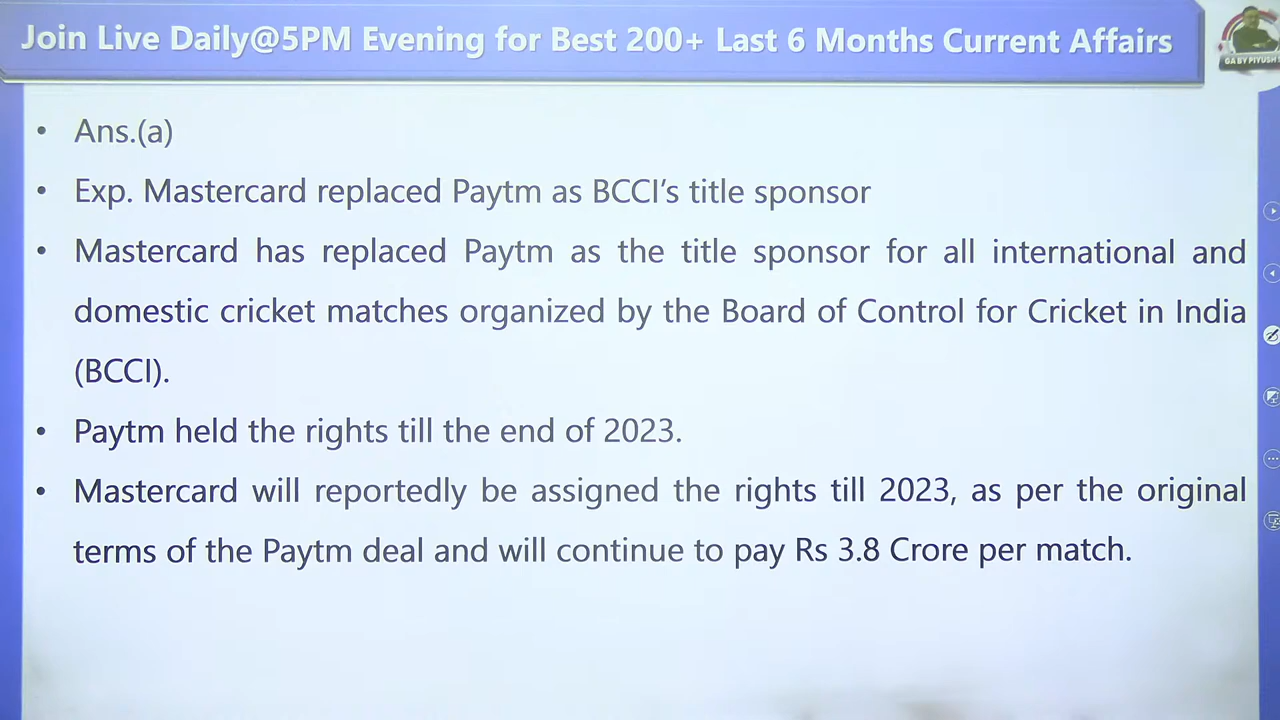 Join Live Daily@5PM Evening for Best 200+ Last 6 Months Current Affairs
GA BY PIYUSH
• Ans.(a)
• Exp. Mastercard replaced Paytm as BCCI's title sponsor
• Mastercard has replaced Paytm as the title sponsor for all international and
domestic cricket matches organized by the Board of Control for Cricket in India
(BCCI).
• Paytm held the rights till the end of 2023.
• Mastercard will reportedly be assigned the rights till 2023, as per the original
terms of the Paytm deal and will continue to pay Rs 3.8 Crore per match.